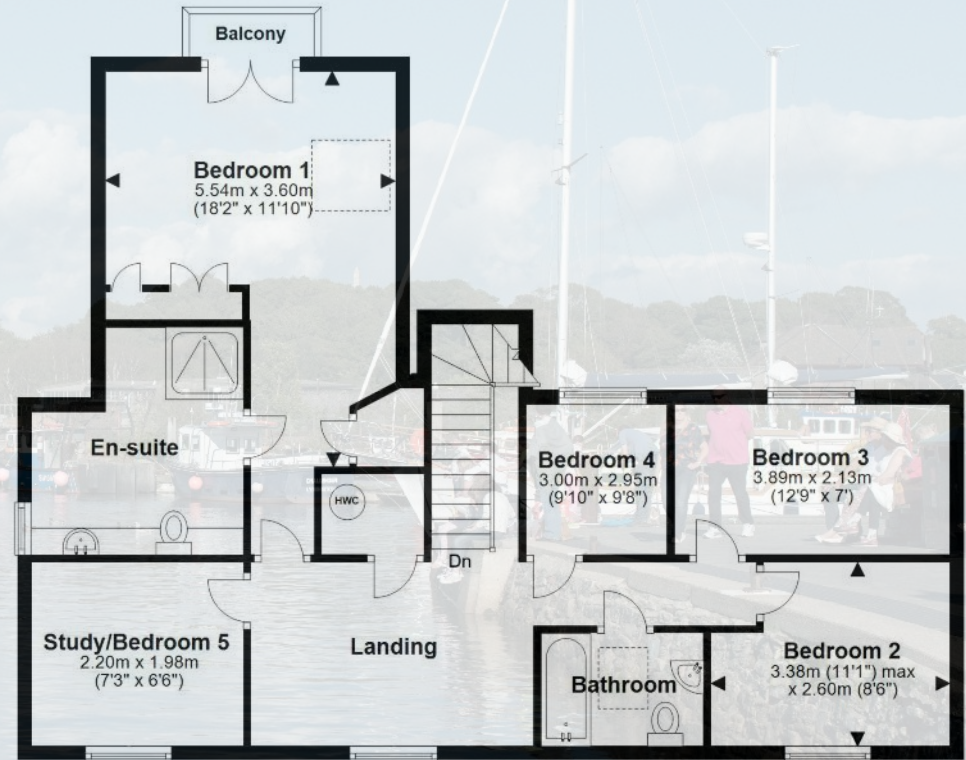 Balcony
Bedroom 1
5.54m x 3.60m
(18'2" x 11'10")
En-suite
HWC
Bedroom 4
3.00m x 2.95m
(9'10" x 9'8")
Bedroom 3
3.89m x 2.13m
(12'9" x 7')
Dn
Study/Bedroom 5
2.20m x 1.98m
(7'3" x 6'6")
Landing
Bathroom
Bedroom 2
3.38m (11'1") max
x 2.60m (8'6")